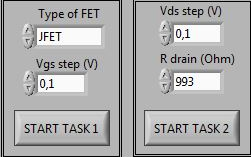 Type of FET
JFET
Vgs step (V)
0,1
START TASK 1
Vds step (V)
0,1
R drain (Ohm)
993
START TASK 2